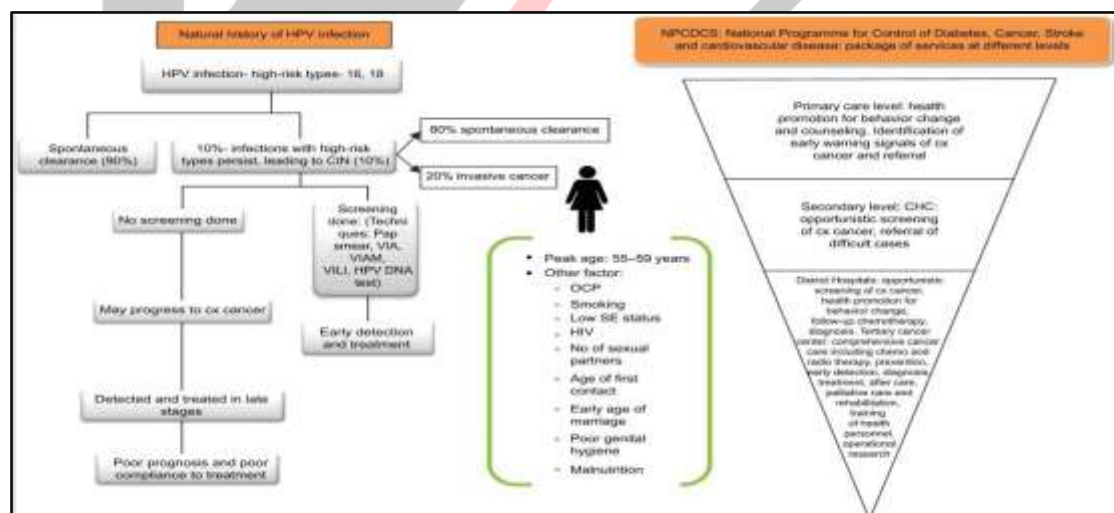 Natural history of HPV infection
HPV infection- high-risk types- 16, 18
Spontaneous
clearance (90%)
10%- infections with high-risk
types persist, leading to CIN (10%)
80% spontaneous clearance
20% invasive cancer
No screening done
Screening
done: (Techni
ques: Pap
smear, VIA,
VIAM,
VILI, HPV DNA
test)
May progress to cx cancer
Early detection
and treatment
Detected and treated in late
stages
Poor prognosis and poor
compliance to treatment
• Peak age: 55–59 years
• Other factor:
– OCP
– Smoking
– Low SE status
– HIV
– No of sexual
partners
– Age of first
contact
– Early age of
marriage
– Poor genital
hygiene
– Malnutrition
NPCDCS: National Programme for Control of Diabetes, Cancer, Stroke
and cardiovascular disease: package of services at different levels
Primary care level: health
promotion for behavior change
and counseling. Identification of
early warning signals of cx
cancer and referral
Secondary level: CHC:
opportunistic screening
of cx cancer, referral of
difficult cases
District Hospitals: opportunistic
screening of cx cancer,
health promotion for
behavior change,
follow-up chemotherapy,
diagnosis. Tertiary cancer
center: comprehensive cancer
care including chemo and
radio therapy, prevention,
early detection, diagnosis,
treatment, after care,
palliative care and
rehabilitation,
training
of health
personnel,
operational
research